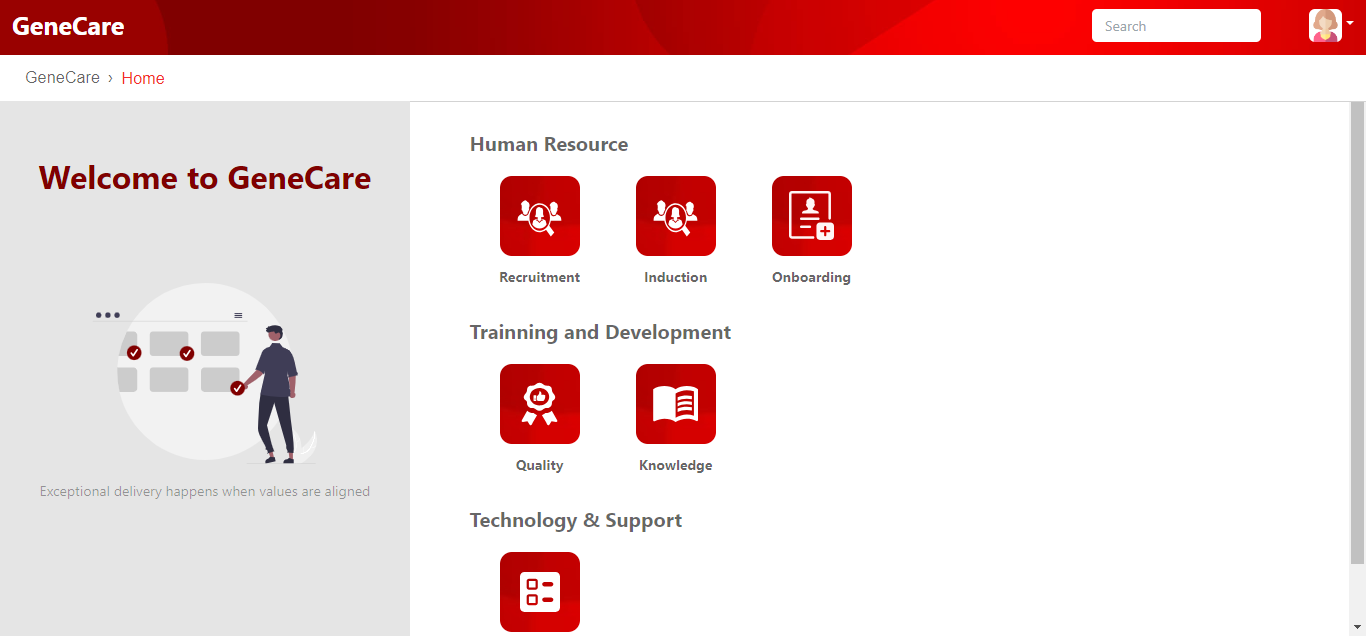 GeneCare
Search
GeneCare › Home
Welcome to GeneCare
Exceptional delivery happens when values are aligned
Human Resource
Recruitment
Induction
Onboarding
Trainning and Development
Quality
Knowledge
Technology & Support